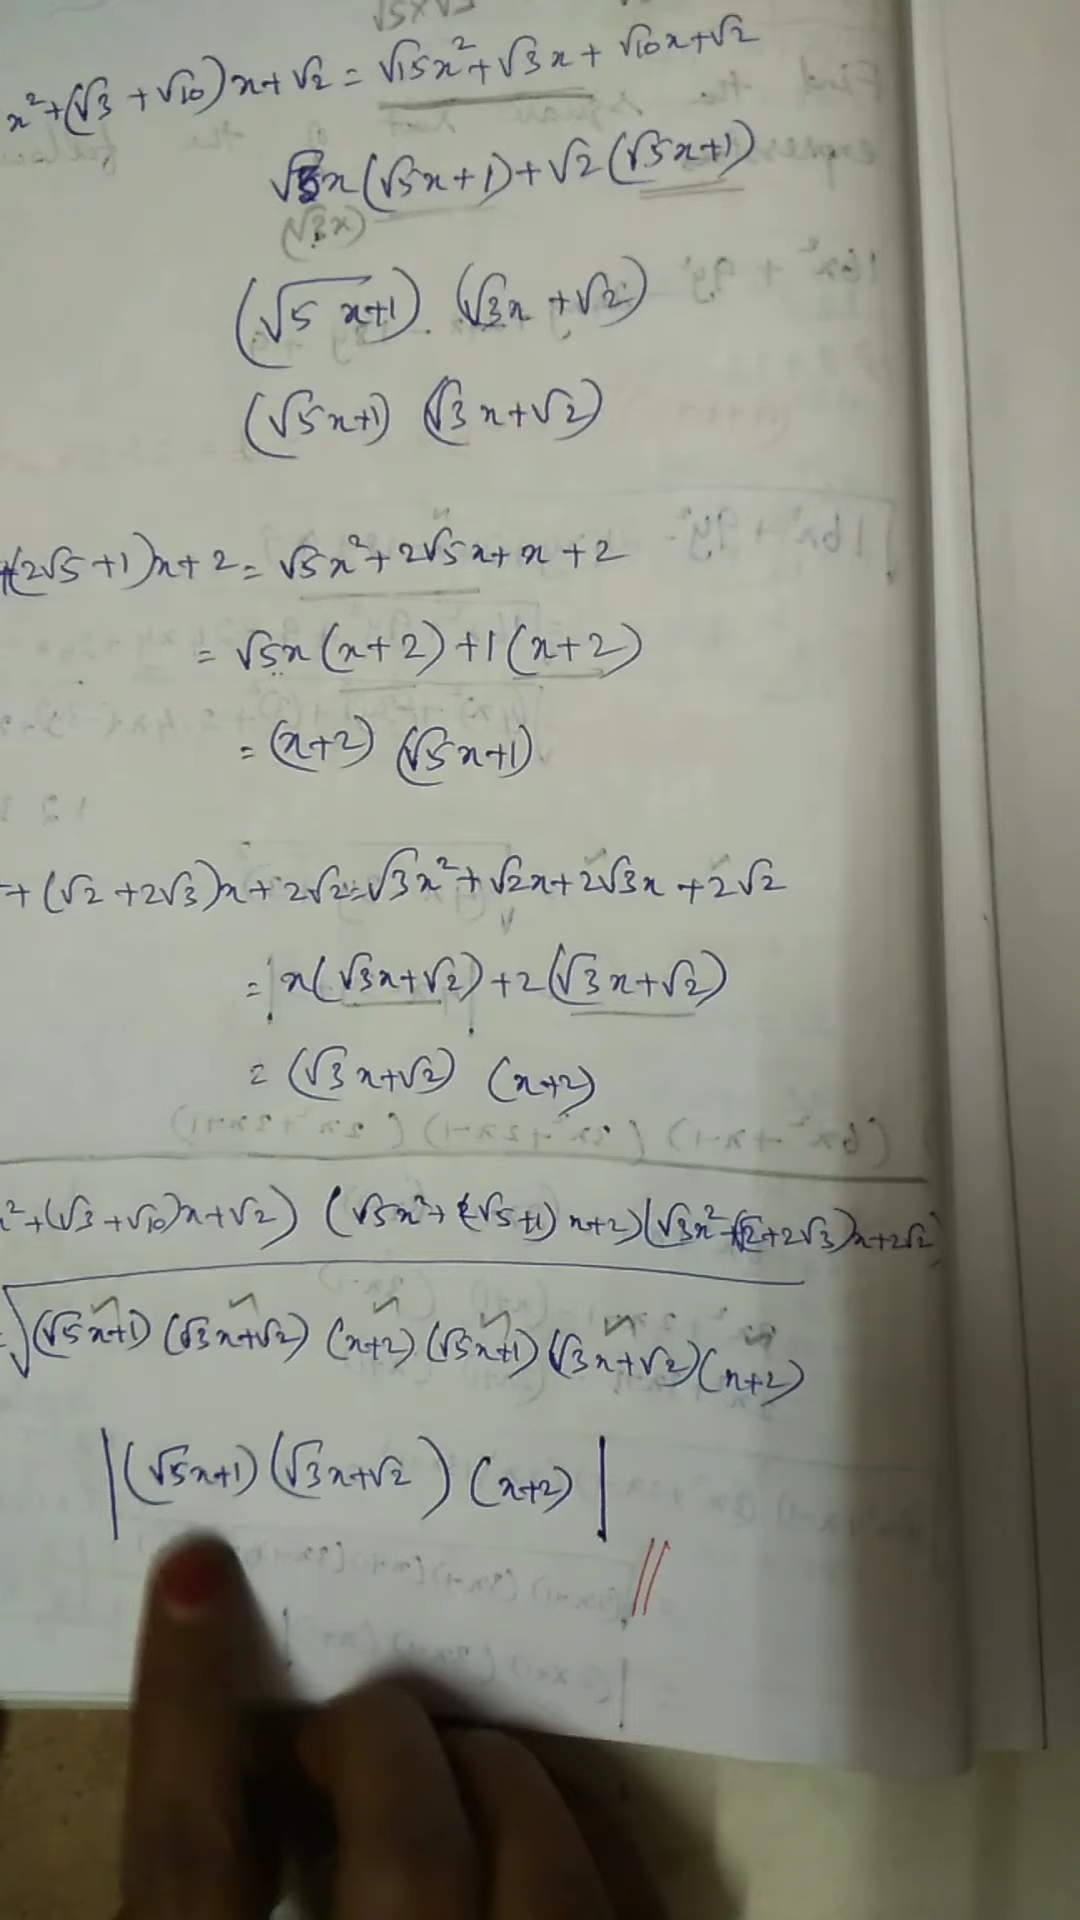 x²+(√3+√10)x+√2 = √15x²+√3x+√10x+√2
√3x(√5x+1)+√2(√5x+1)
(√3x)
(√5x+1).(√3x+√2)
(√5x+1)(√3x+√2)
+(2√5+1)x+2 = √5x²+2√5x+x+2
= √5x(x+2)+1(x+2)
= (x+2)(√5x+1)
+(√2+2√3)x+2√2 = √3x²+√2x+2√3x+2√2
= x(√3x+√2)+2(√3x+√2)
= (√3x+√2)(x+2)
x²+(√3+√10)x+√2)(√5x²+(2√5+1)x+2)(√3x²+(√2+2√3)x+2√2)
=√(√5x+1)(√3x+√2)(x+2)(√5x+1)(√3x+√2)(x+2)
|(√5x+1)(√3x+√2)(x+2)|